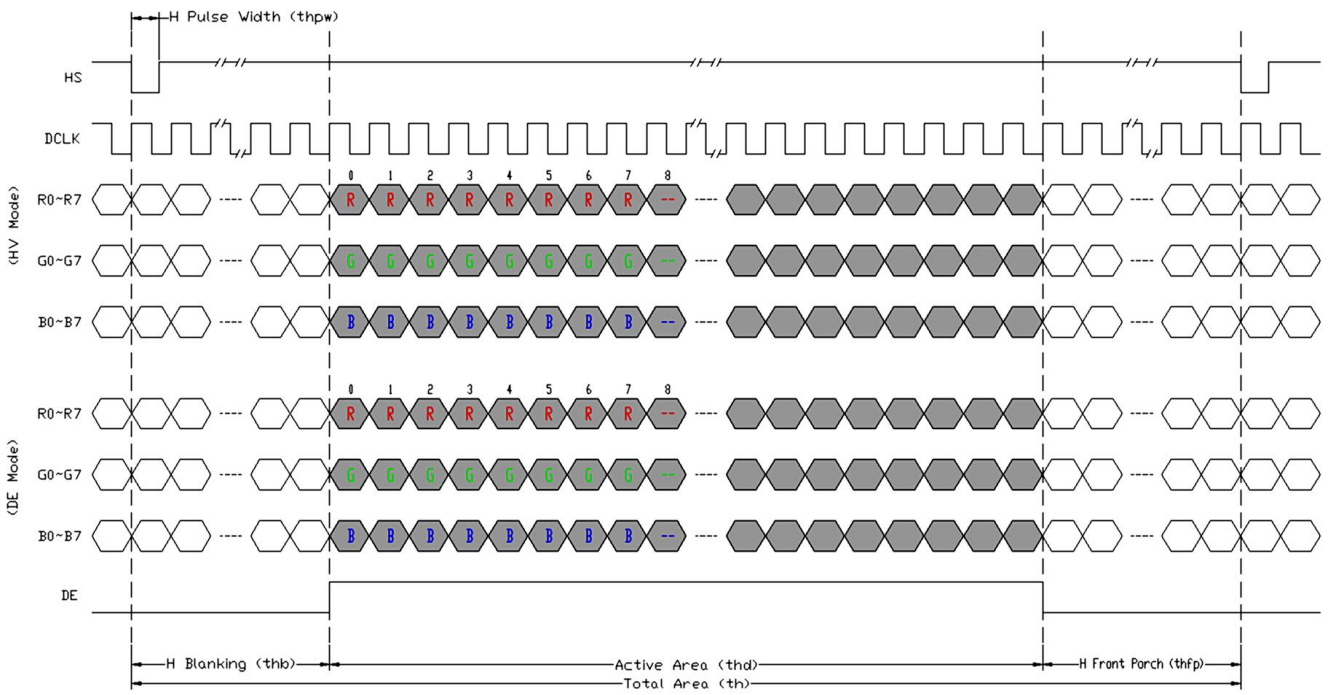 H Pulse Width (thpw)
HS
DCLK
(HV Mode)
0 1 2 3 4 5 6 7 8
R0~R7 R R R R R R R R -- ---- ---- ----
G0~G7 G G G G G G G G -- ---- ---- ----
B0~B7 B B B B B B B B -- ---- ---- ----
(DE Mode)
0 1 2 3 4 5 6 7 8
R0~R7 R R R R R R R R -- ---- ---- ----
G0~G7 G G G G G G G G -- ---- ---- ----
B0~B7 B B B B B B B B -- ---- ---- ----
DE
H Blanking (thb) Active Area (thd) H Front Porch (thfp)
Total Area (th)